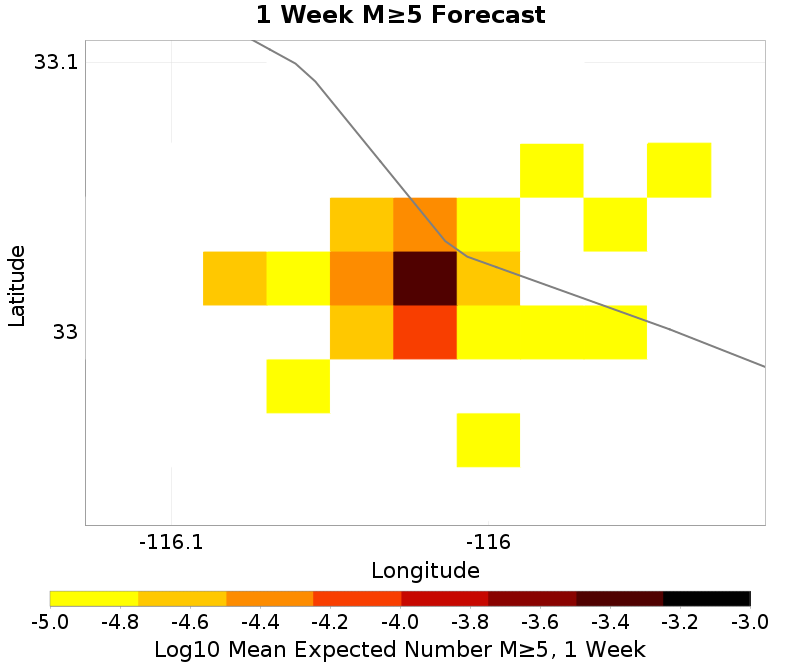 1 Week M≥5 Forecast
33.1
33
Latitude
-116.1 -116
Longitude
-5.0 -4.8 -4.6 -4.4 -4.2 -4.0 -3.8 -3.6 -3.4 -3.2 -3.0
Log10 Mean Expected Number M≥5, 1 Week